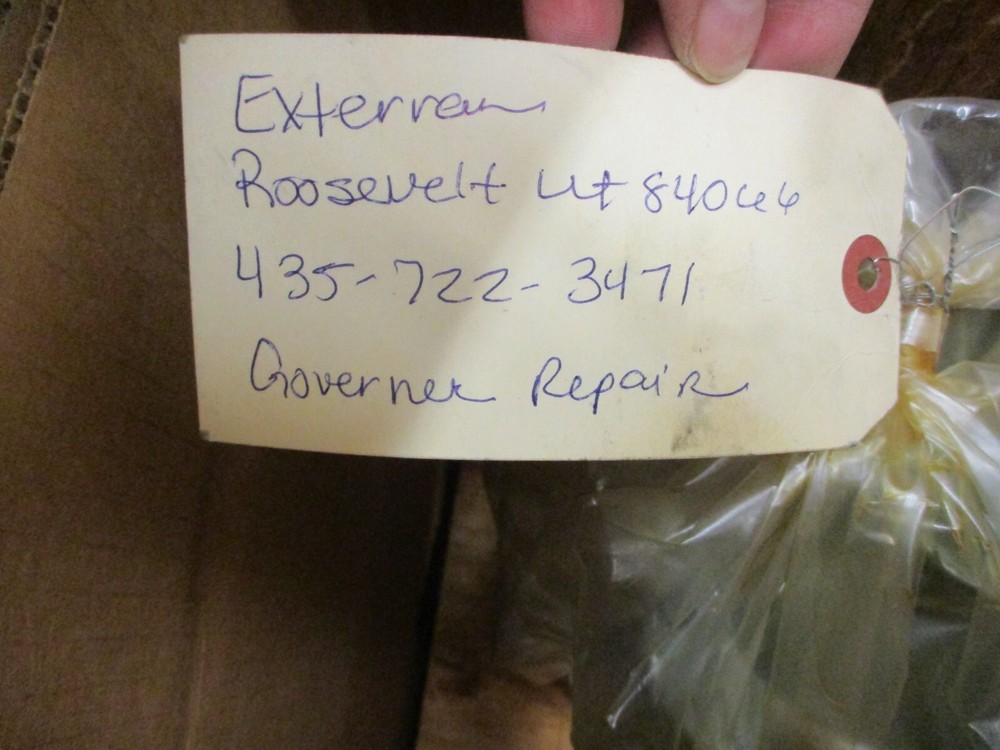 Exterran
Roosevelt Ut 84066
435-722-3471
Governer Repair